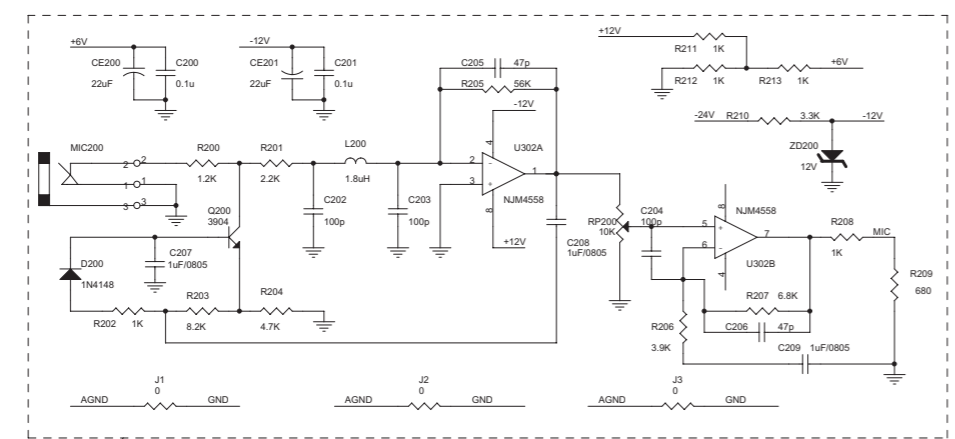 +6V
CE200
22uF
C200
0.1u
-12V
CE201
22uF
C201
0.1u
C205 47p
R205 56K
-12V
+12V
R211 1K
R212 1K
R213 1K
+6V
-24V R210 3.3K -12V
ZD200
12V
MIC200
2 2
1 1
3 3
R200
1.2K
R201
2.2K
L200
1.8uH
C202
100p
C203
100p
4
2
-
3
+
8
1
U302A
NJM4558
+12V
Q200
3904
C207
1uF/0805
D200
1N4148
R202 1K
R203
8.2K
R204
4.7K
C208
1uF/0805
RP200
10K
C204
100p
8
5
+
6
-
4
7
NJM4558
U302B
R208
1K
MIC
R209
680
R207 6.8K
C206 47p
R206
3.9K
C209 1uF/0805
J1
0
AGND GND
J2
0
AGND GND
J3
0
AGND GND